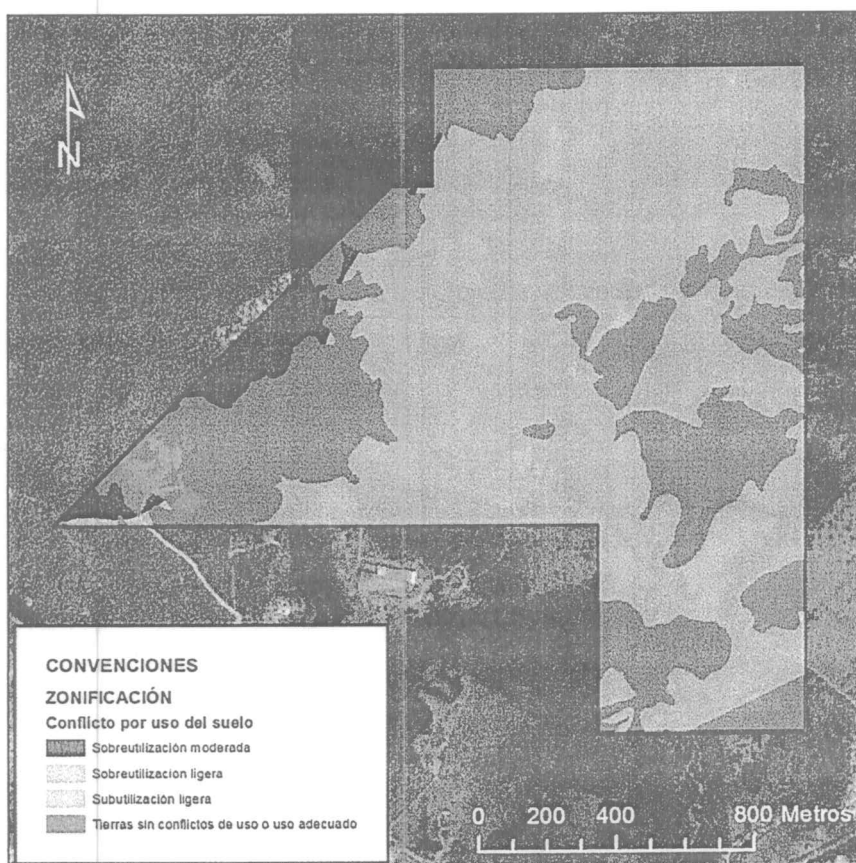 N
CONVENCIONES
ZONIFICACIÓN
Conflicto por uso del suelo
Sobreutilización moderada
Sobreutilizacion ligera
Subutilización ligera
Tierras sin conflictos de uso o uso adecuado
0 200 400 800 Metros